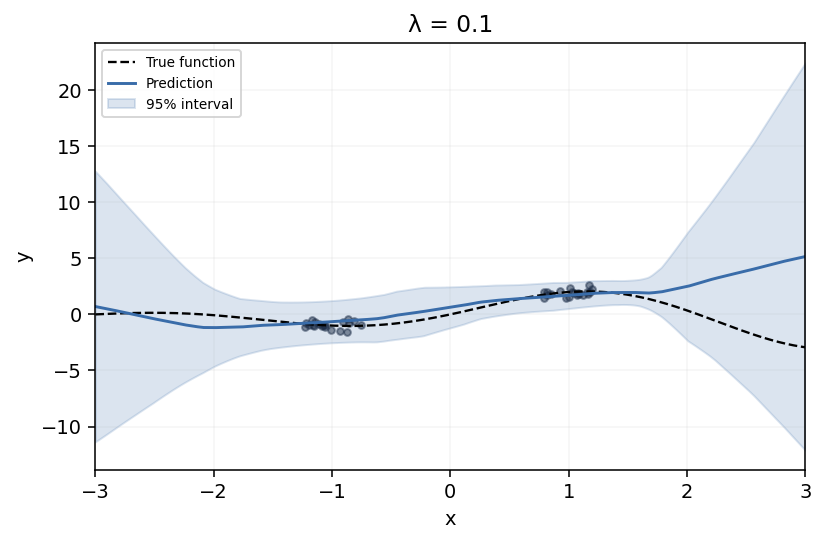 λ = 0.1
True function
Prediction
95% interval
y
20
15
10
5
0
−5
−10
−3
−2
−1
0
1
2
3
x